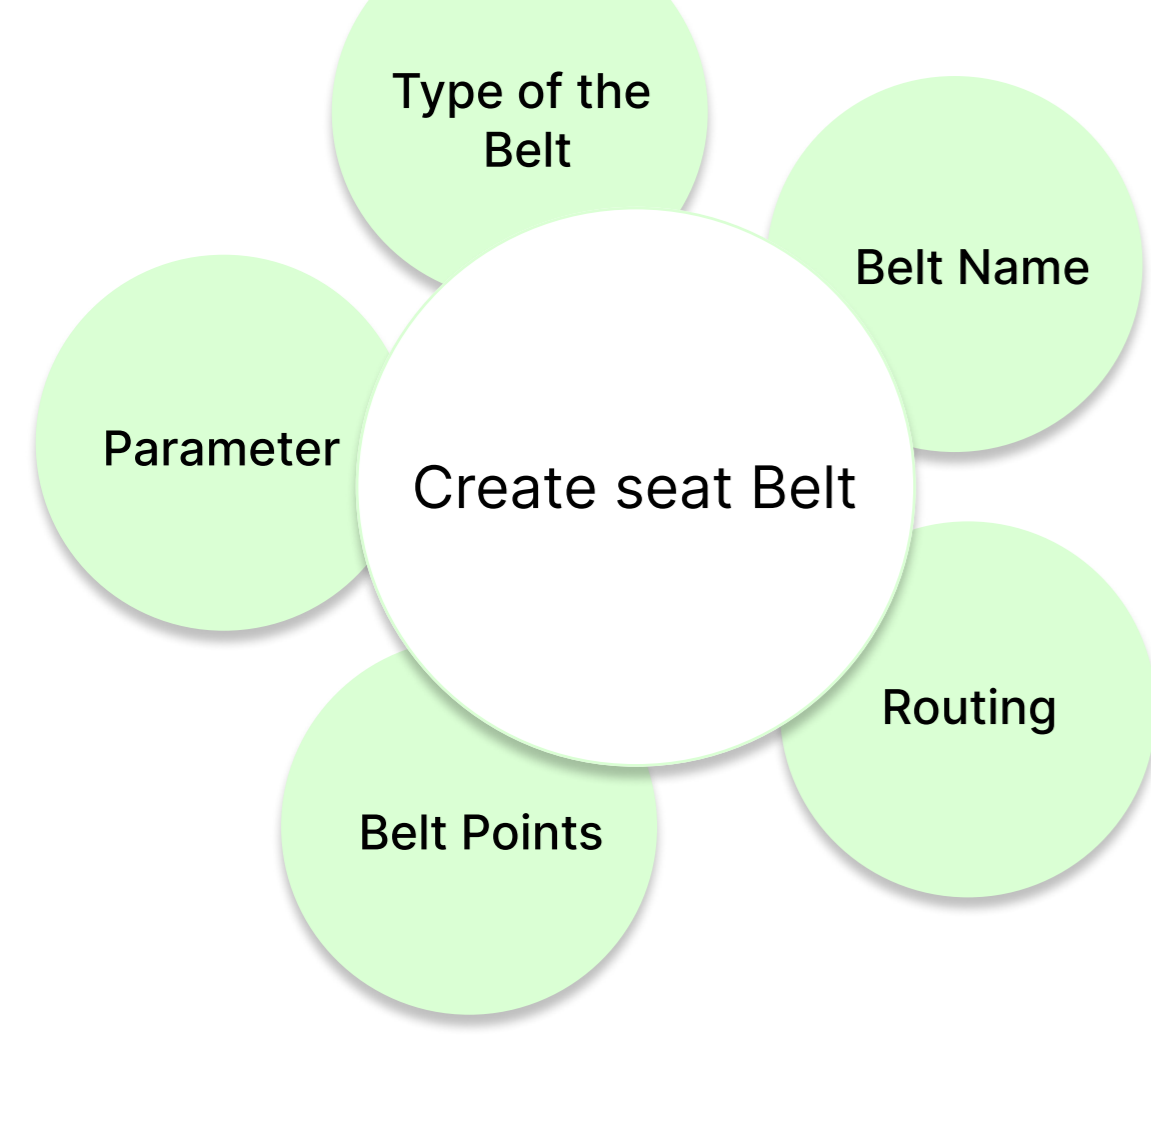 Type of the
Belt
Belt Name
Parameter
Create seat Belt
Routing
Belt Points